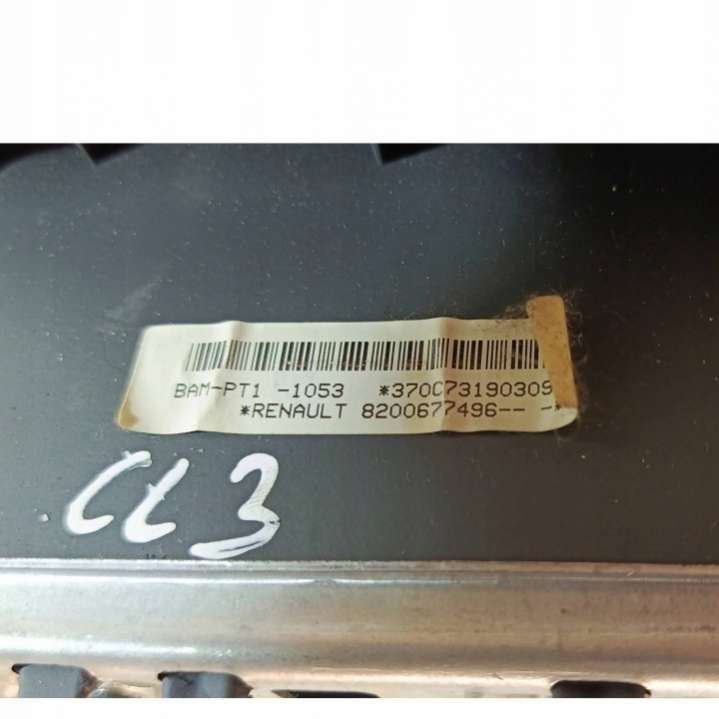 BAM-PT1 -1053 *370C73190309
*RENAULT 8200677496-- -*
CL3